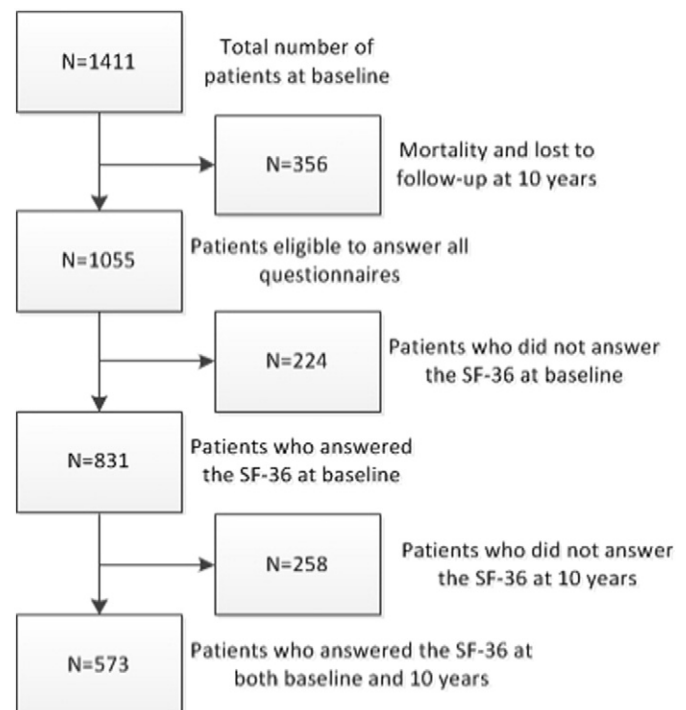 N=1411
Total number of
patients at baseline
N=356
Mortality and lost to
follow-up at 10 years
N=1055
Patients eligible to answer all
questionnaires
N=224
Patients who did not answer
the SF-36 at baseline
N=831
Patients who answered
the SF-36 at baseline
N=258
Patients who did not answer
the SF-36 at 10 years
N=573
Patients who answered the SF-36 at
both baseline and 10 years